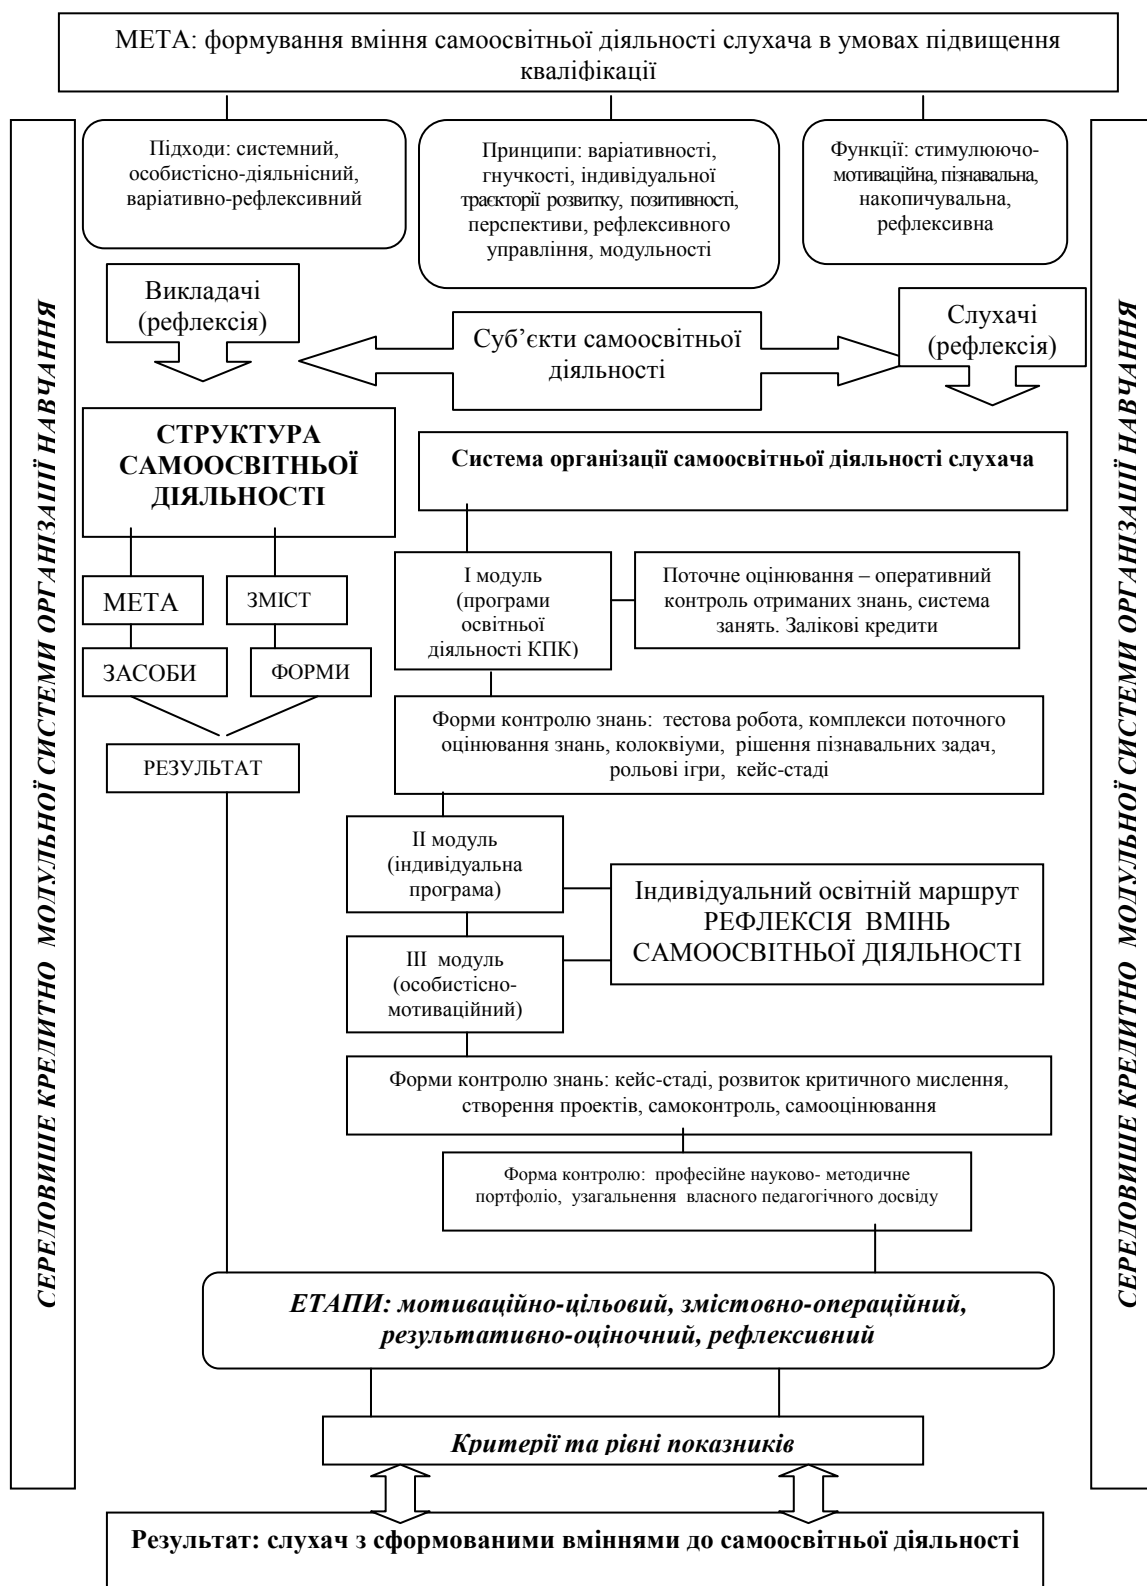 МЕТА: формування вміння самоосвітньої діяльності слухача в умовах підвищення
кваліфікації
СЕРЕДОВИЩЕ КРЕДИТНО МОДУЛЬНОЇ СИСТЕМИ ОРГАНІЗАЦІЇ НАВЧАННЯ
Підходи: системний,
особистісно-діяльнісний,
варіативно-рефлексивний
Принципи: варіативності,
гнучкості, індивідуальної
траєкторії розвитку, позитивності,
перспективи, рефлексивного
управління, модульності
Функції: стимулюючо-
мотиваційна, пізнавальна,
накопичувальна,
рефлексивна
СЕРЕДОВИЩЕ КРЕДИТНО МОДУЛЬНОЇ СИСТЕМИ ОРГАНІЗАЦІЇ НАВЧАННЯ
Викладачі
(рефлексія)
Суб’єкти самоосвітньої
діяльності
Слухачі
(рефлексія)
СТРУКТУРА
САМООСВІТНЬОЇ
ДІЯЛЬНОСТІ
МЕТА
ЗМІСТ
ЗАСОБИ
ФОРМИ
РЕЗУЛЬТАТ
Система організації самоосвітньої діяльності слухача
І модуль
(програми
освітньої
діяльності КПК)
Поточне оцінювання – оперативний
контроль отриманих знань, система
занять. Залікові кредити
Форми контролю знань: тестова робота, комплекси поточного
оцінювання знань, колоквіуми, рішення пізнавальних задач,
рольові ігри, кейс-стаді
ІІ модуль
(індивідуальна
програма)
Індивідуальний освітній маршрут
РЕФЛЕКСІЯ ВМІНЬ
САМООСВІТНЬОЇ ДІЯЛЬНОСТІ
ІІІ модуль
(особистісно-
мотиваційний)
Форми контролю знань: кейс-стаді, розвиток критичного мислення,
створення проектів, самоконтроль, самооцінювання
Форма контролю: професійне науково- методичне
портфоліо, узагальнення власного педагогічного досвіду
ЕТАПИ: мотиваційно-цільовий, змістовно-операційний,
результативно-оціночний, рефлексивний
Критерії та рівні показників
Результат: слухач з сформованими вміннями до самоосвітньої діяльності